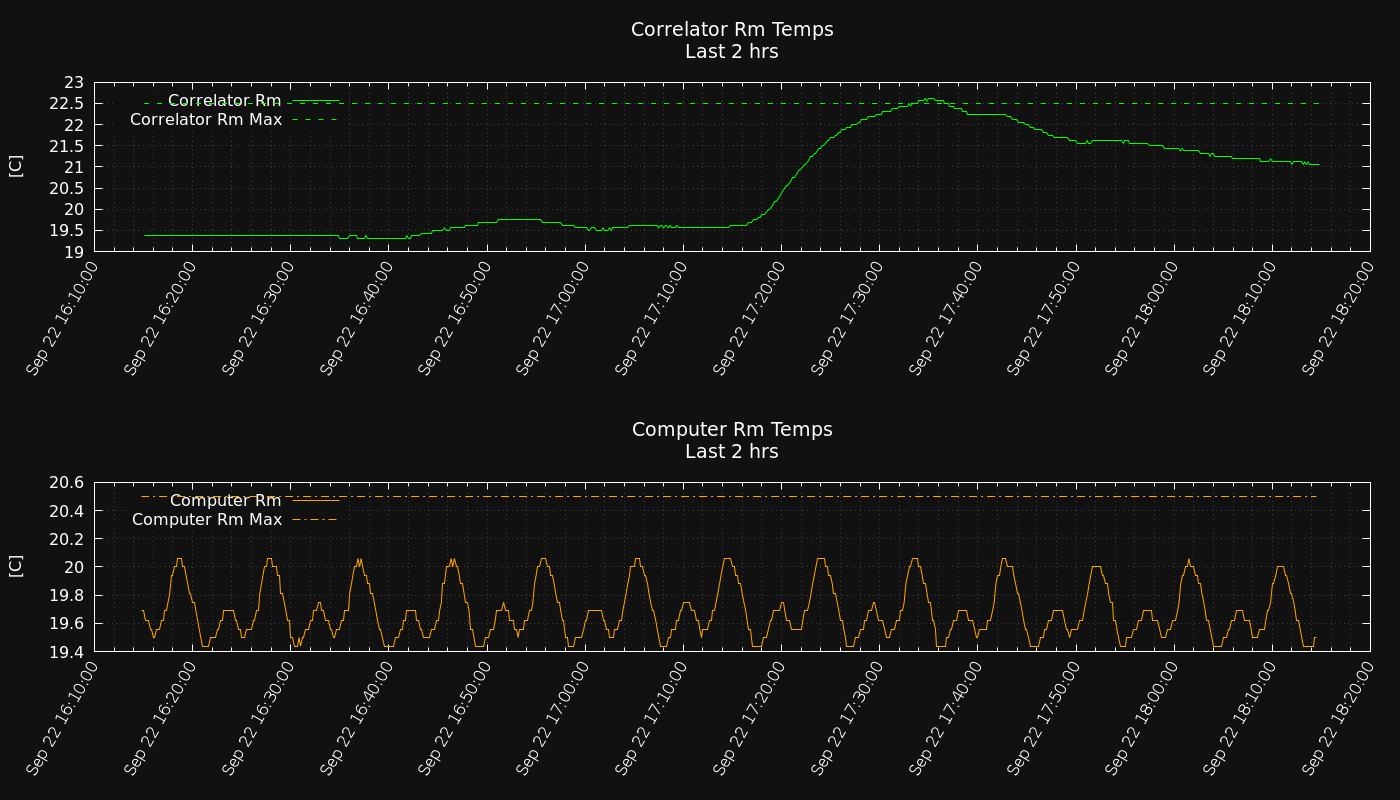 Correlator Rm Temps
Last 2 hrs
23
22.5
22
21.5
21
20.5
20
19.5
19
[C]
Correlator Rm
Correlator Rm Max
Sep 22 16:10:00
Sep 22 16:20:00
Sep 22 16:30:00
Sep 22 16:40:00
Sep 22 16:50:00
Sep 22 17:00:00
Sep 22 17:10:00
Sep 22 17:20:00
Sep 22 17:30:00
Sep 22 17:40:00
Sep 22 17:50:00
Sep 22 18:00:00
Sep 22 18:10:00
Sep 22 18:20:00
Computer Rm Temps
Last 2 hrs
20.6
20.4
20.2
20
19.8
19.6
19.4
[C]
Computer Rm
Computer Rm Max
Sep 22 16:10:00
Sep 22 16:20:00
Sep 22 16:30:00
Sep 22 16:40:00
Sep 22 16:50:00
Sep 22 17:00:00
Sep 22 17:10:00
Sep 22 17:20:00
Sep 22 17:30:00
Sep 22 17:40:00
Sep 22 17:50:00
Sep 22 18:00:00
Sep 22 18:10:00
Sep 22 18:20:00